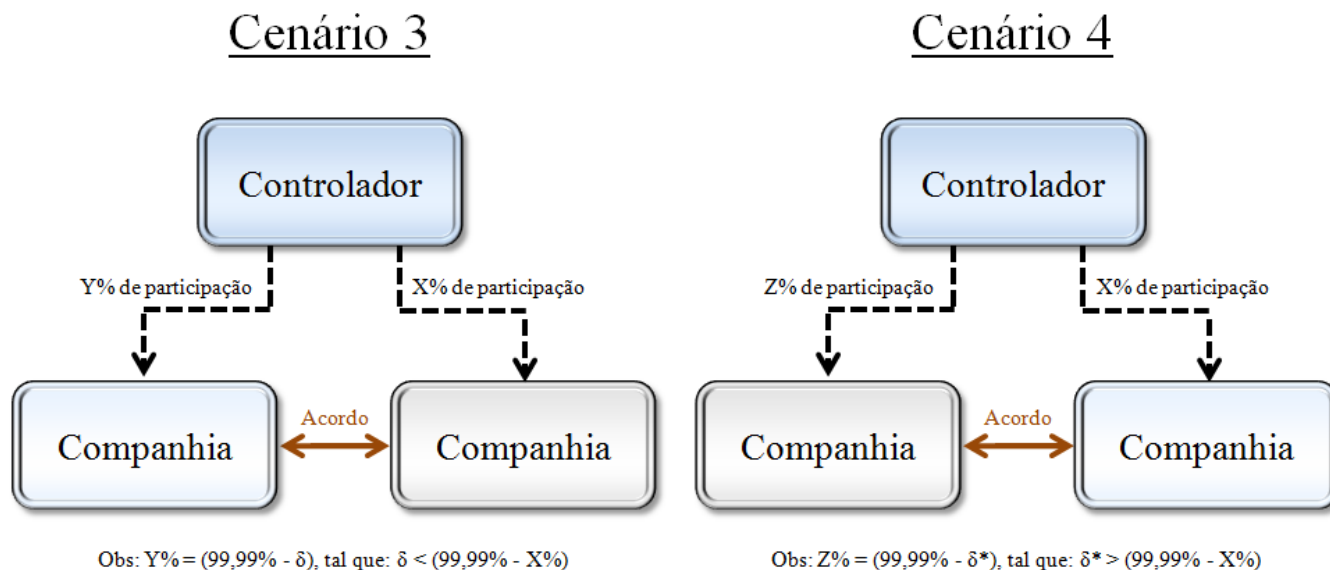 Cenário 3
Controlador
Y% de participação
X% de participação
Companhia
Acordo
Companhia
Obs: Y% = (99,99% - δ), tal que: δ < (99,99% - X%)
Cenário 4
Controlador
Z% de participação
X% de participação
Companhia
Acordo
Companhia
Obs: Z% = (99,99% - δ*), tal que: δ* > (99,99% - X%)